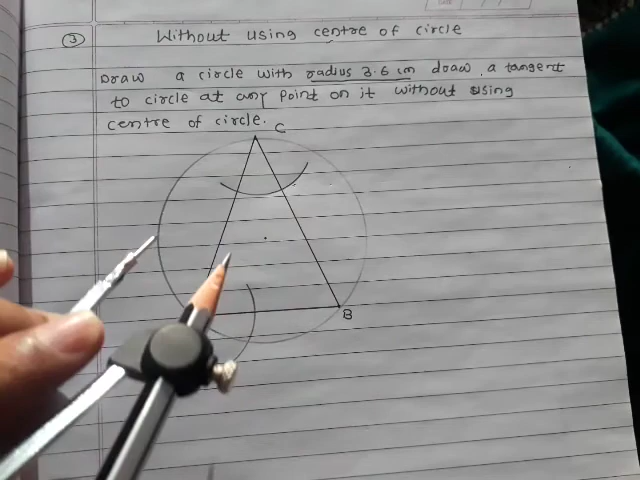 3
Without using centre of circle
Draw a circle with radius 3.6 cm draw a tangent
to circle at any point on it without using
centre of circle.
C
B